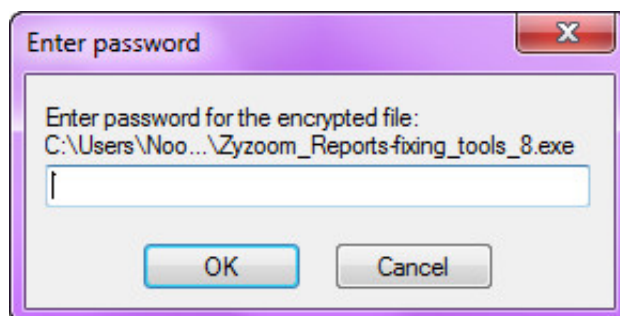 Enter password
Enter password for the encrypted file:
C:\Users\Noo...\Zyzoom_Reports-fixing_tools_8.exe
OK
Cancel